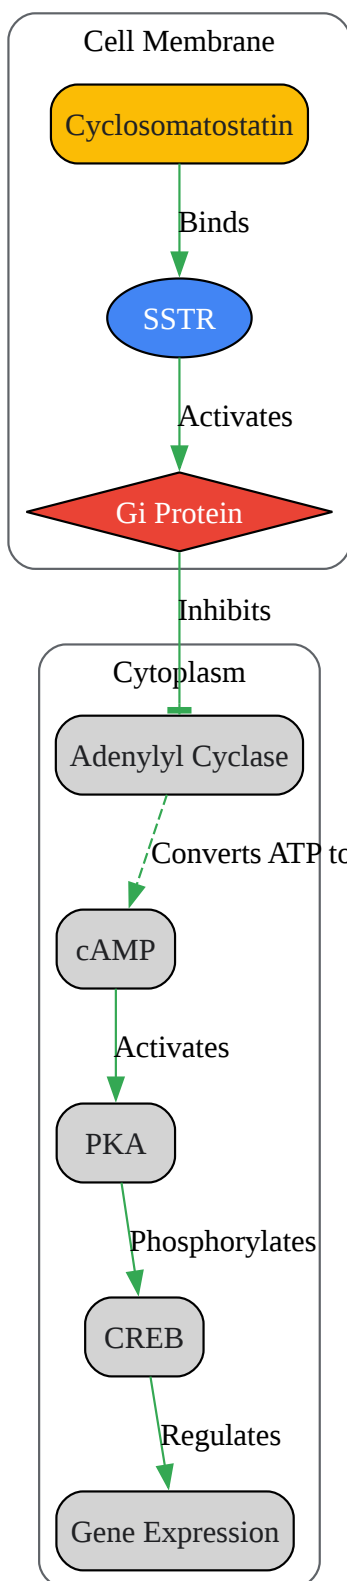 Cell Membrane
Cyclosomatostatin
Binds
SSTR
Activates
Gi Protein
Inhibits
Cytoplasm
Adenylyl Cyclase
Converts ATP to
cAMP
Activates
PKA
Phosphorylates
CREB
Regulates
Gene Expression